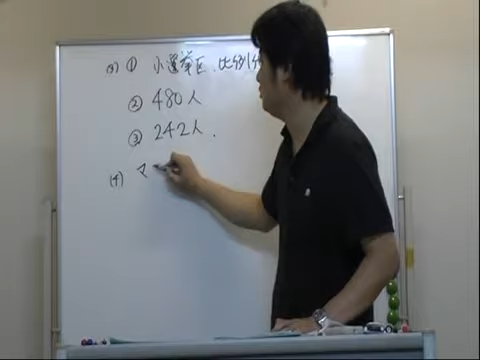 (3) ① 小選挙区、比例
② 480人
③ 242人.
(4) マ